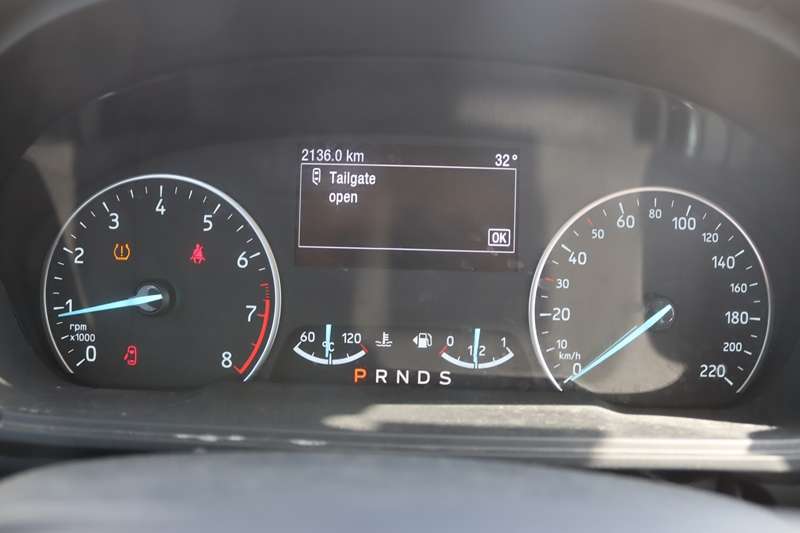 2136.0 km 32°
Tailgate
open
OK
0 1 2 3 4 5 6 7 8
rpm
x1000
60 120
°C
0 1/2 1
P R N D S
0 10 20 30 40 50 60 80 100 120 140 160 180 200 220
km/h